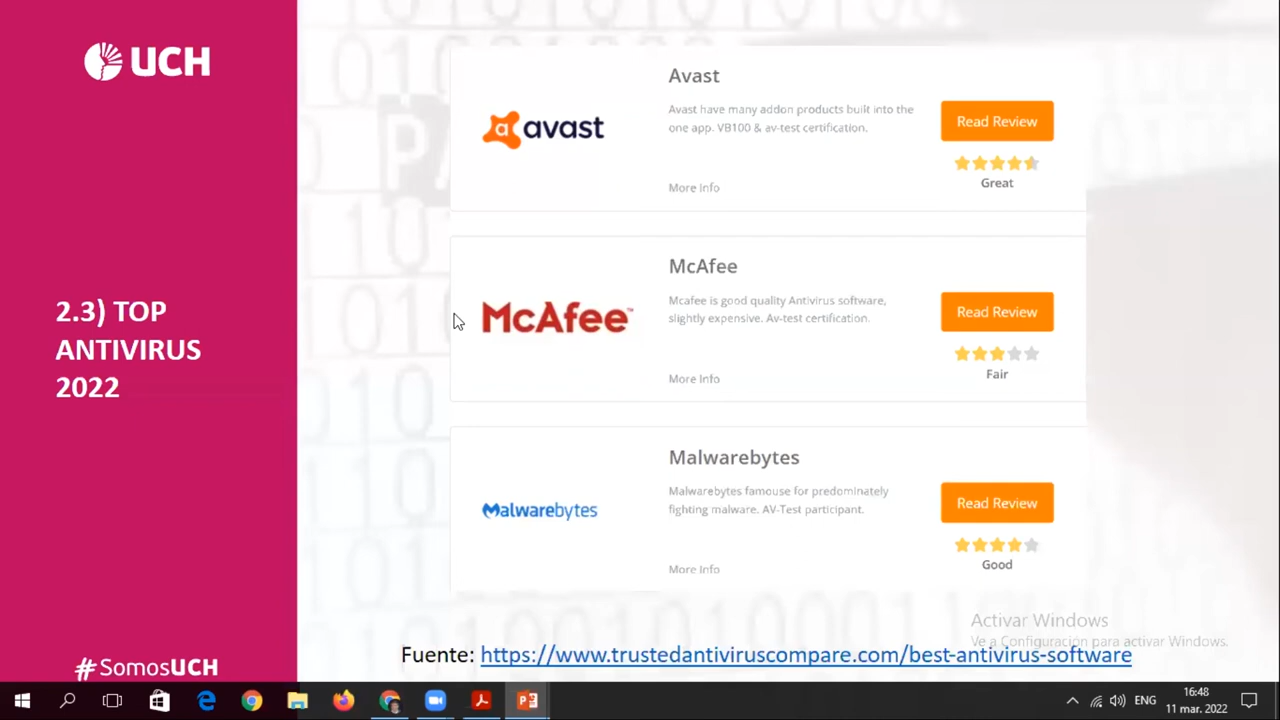 UCH
2.3) TOP
ANTIVIRUS
2022
#SomosUCH
avast
Avast
Avast have many addon products built into the
one app. VB100 & av-test certification.
More Info
Read Review
Great
McAfee™
McAfee
Mcafee is good quality Antivirus software,
slightly expensive. Av-test certification.
More Info
Read Review
Fair
Malwarebytes
Malwarebytes
Malwarebytes famouse for predominately
fighting malware. AV-Test participant.
More Info
Read Review
Good
Activar Windows
Ve a Configuración para activar Windows.
Fuente: https://www.trustedantiviruscompare.com/best-antivirus-software
ENG
16:48
11 mar. 2022